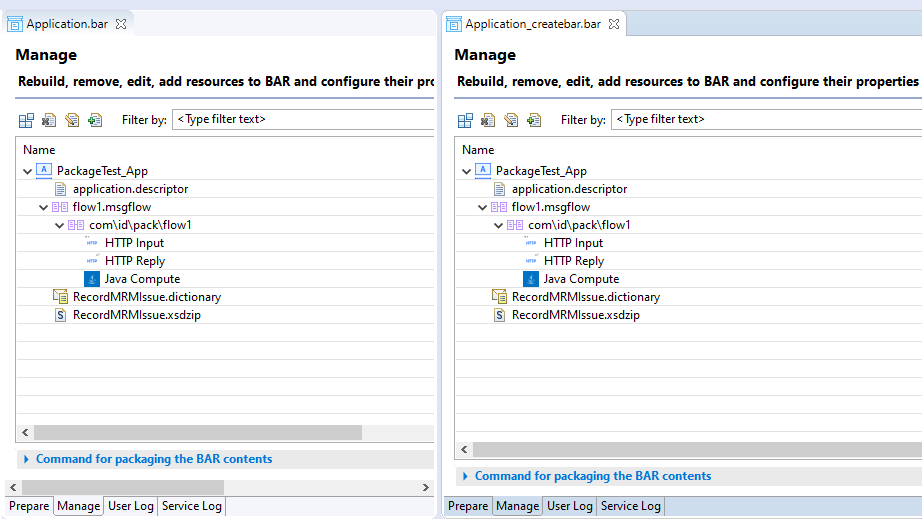 Application.bar
Manage
Rebuild, remove, edit, add resources to BAR and configure their pro
Filter by: <Type filter text>
Name
A PackageTest_App
application.descriptor
flow1.msgflow
com\id\pack\flow1
HTTP HTTP Input
HTTP HTTP Reply
Java Compute
RecordMRMIssue.dictionary
S RecordMRMIssue.xsdzip
Command for packaging the BAR contents
Prepare Manage User Log Service Log
Application_createbar.bar
Manage
Rebuild, remove, edit, add resources to BAR and configure their properties
Filter by: <Type filter text>
Name
A PackageTest_App
application.descriptor
flow1.msgflow
com\id\pack\flow1
HTTP HTTP Input
HTTP HTTP Reply
Java Compute
RecordMRMIssue.dictionary
S RecordMRMIssue.xsdzip
Command for packaging the BAR contents
Prepare Manage User Log Service Log